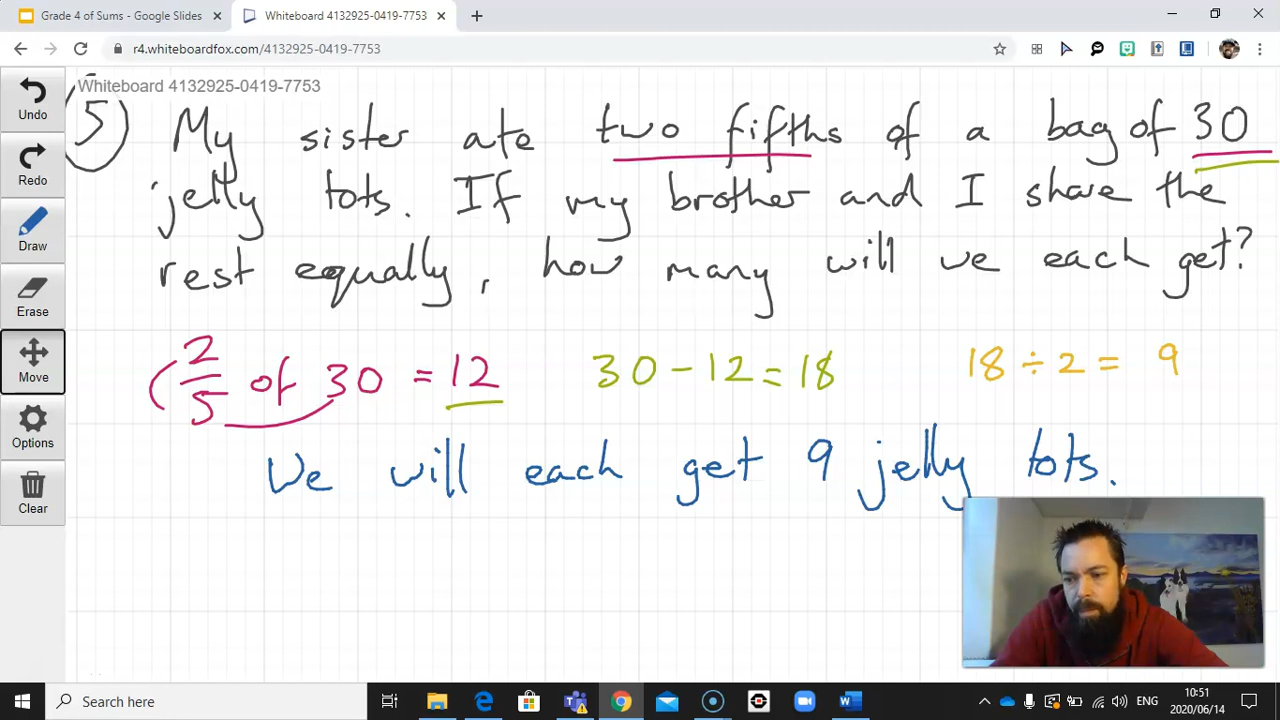 Grade 4 of Sums - Google Slides
Whiteboard 4132925-0419-7753
r4.whiteboardfox.com/4132925-0419-7753
Whiteboard 4132925-0419-7753
Undo
Redo
Draw
Erase
Move
Options
Clear
5 My sister ate two fifths of a bag of 30
jelly tots. If my brother and I share the
rest equally, how many will we each get?
(2/5 of 30 = 12 30 - 12 = 18 18 ÷ 2 = 9
We will each get 9 jelly tots.
Search here
ENG
10:51
2020/06/14